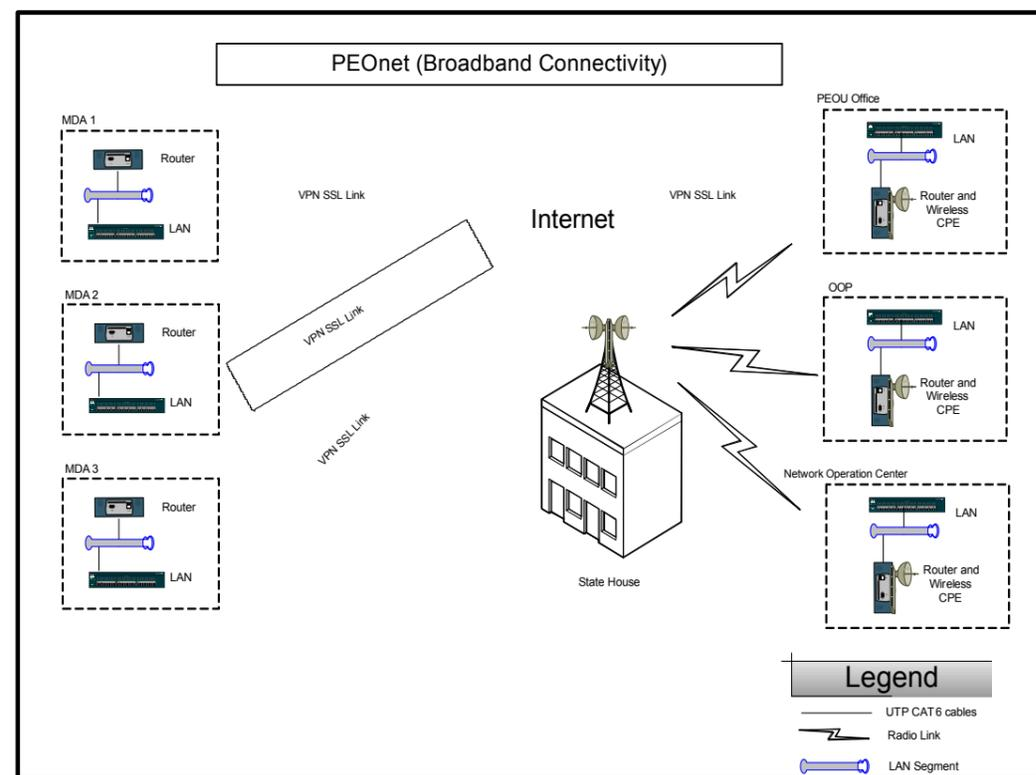 PEOnet (Broadband Connectivity)
MDA 1
Router
LAN
VPN SSL Link
VPN SSL Link
Internet
PEOU Office
LAN
Router and
Wireless
CPE
MDA 2
Router
LAN
VPN SSL Link
VPN SSL Link
OOP
LAN
Router and
Wireless
CPE
MDA 3
Router
LAN
State House
Network Operation Center
LAN
Router and
Wireless
CPE
Legend
UTP CAT6 cables
Radio Link
LAN Segment